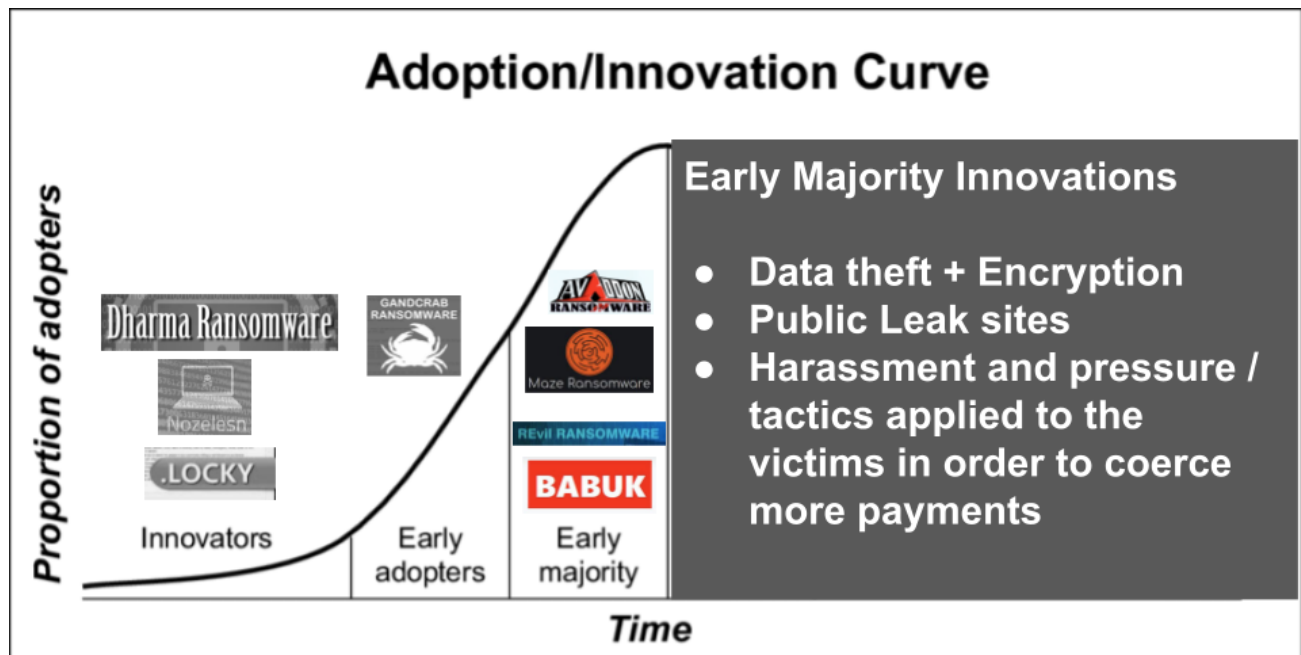 Adoption/Innovation Curve
Proportion of adopters
Dharma Ransomware
Nozelesn
.LOCKY
Innovators
GANDCRAB
RANSOMWARE
Early
adopters
AVADDON
RANSOMWARE
Maze Ransomware
REvil RANSOMWARE
BABUK
Early
majority
Early Majority Innovations
● Data theft + Encryption
● Public Leak sites
● Harassment and pressure /
tactics applied to the
victims in order to coerce
more payments
Time